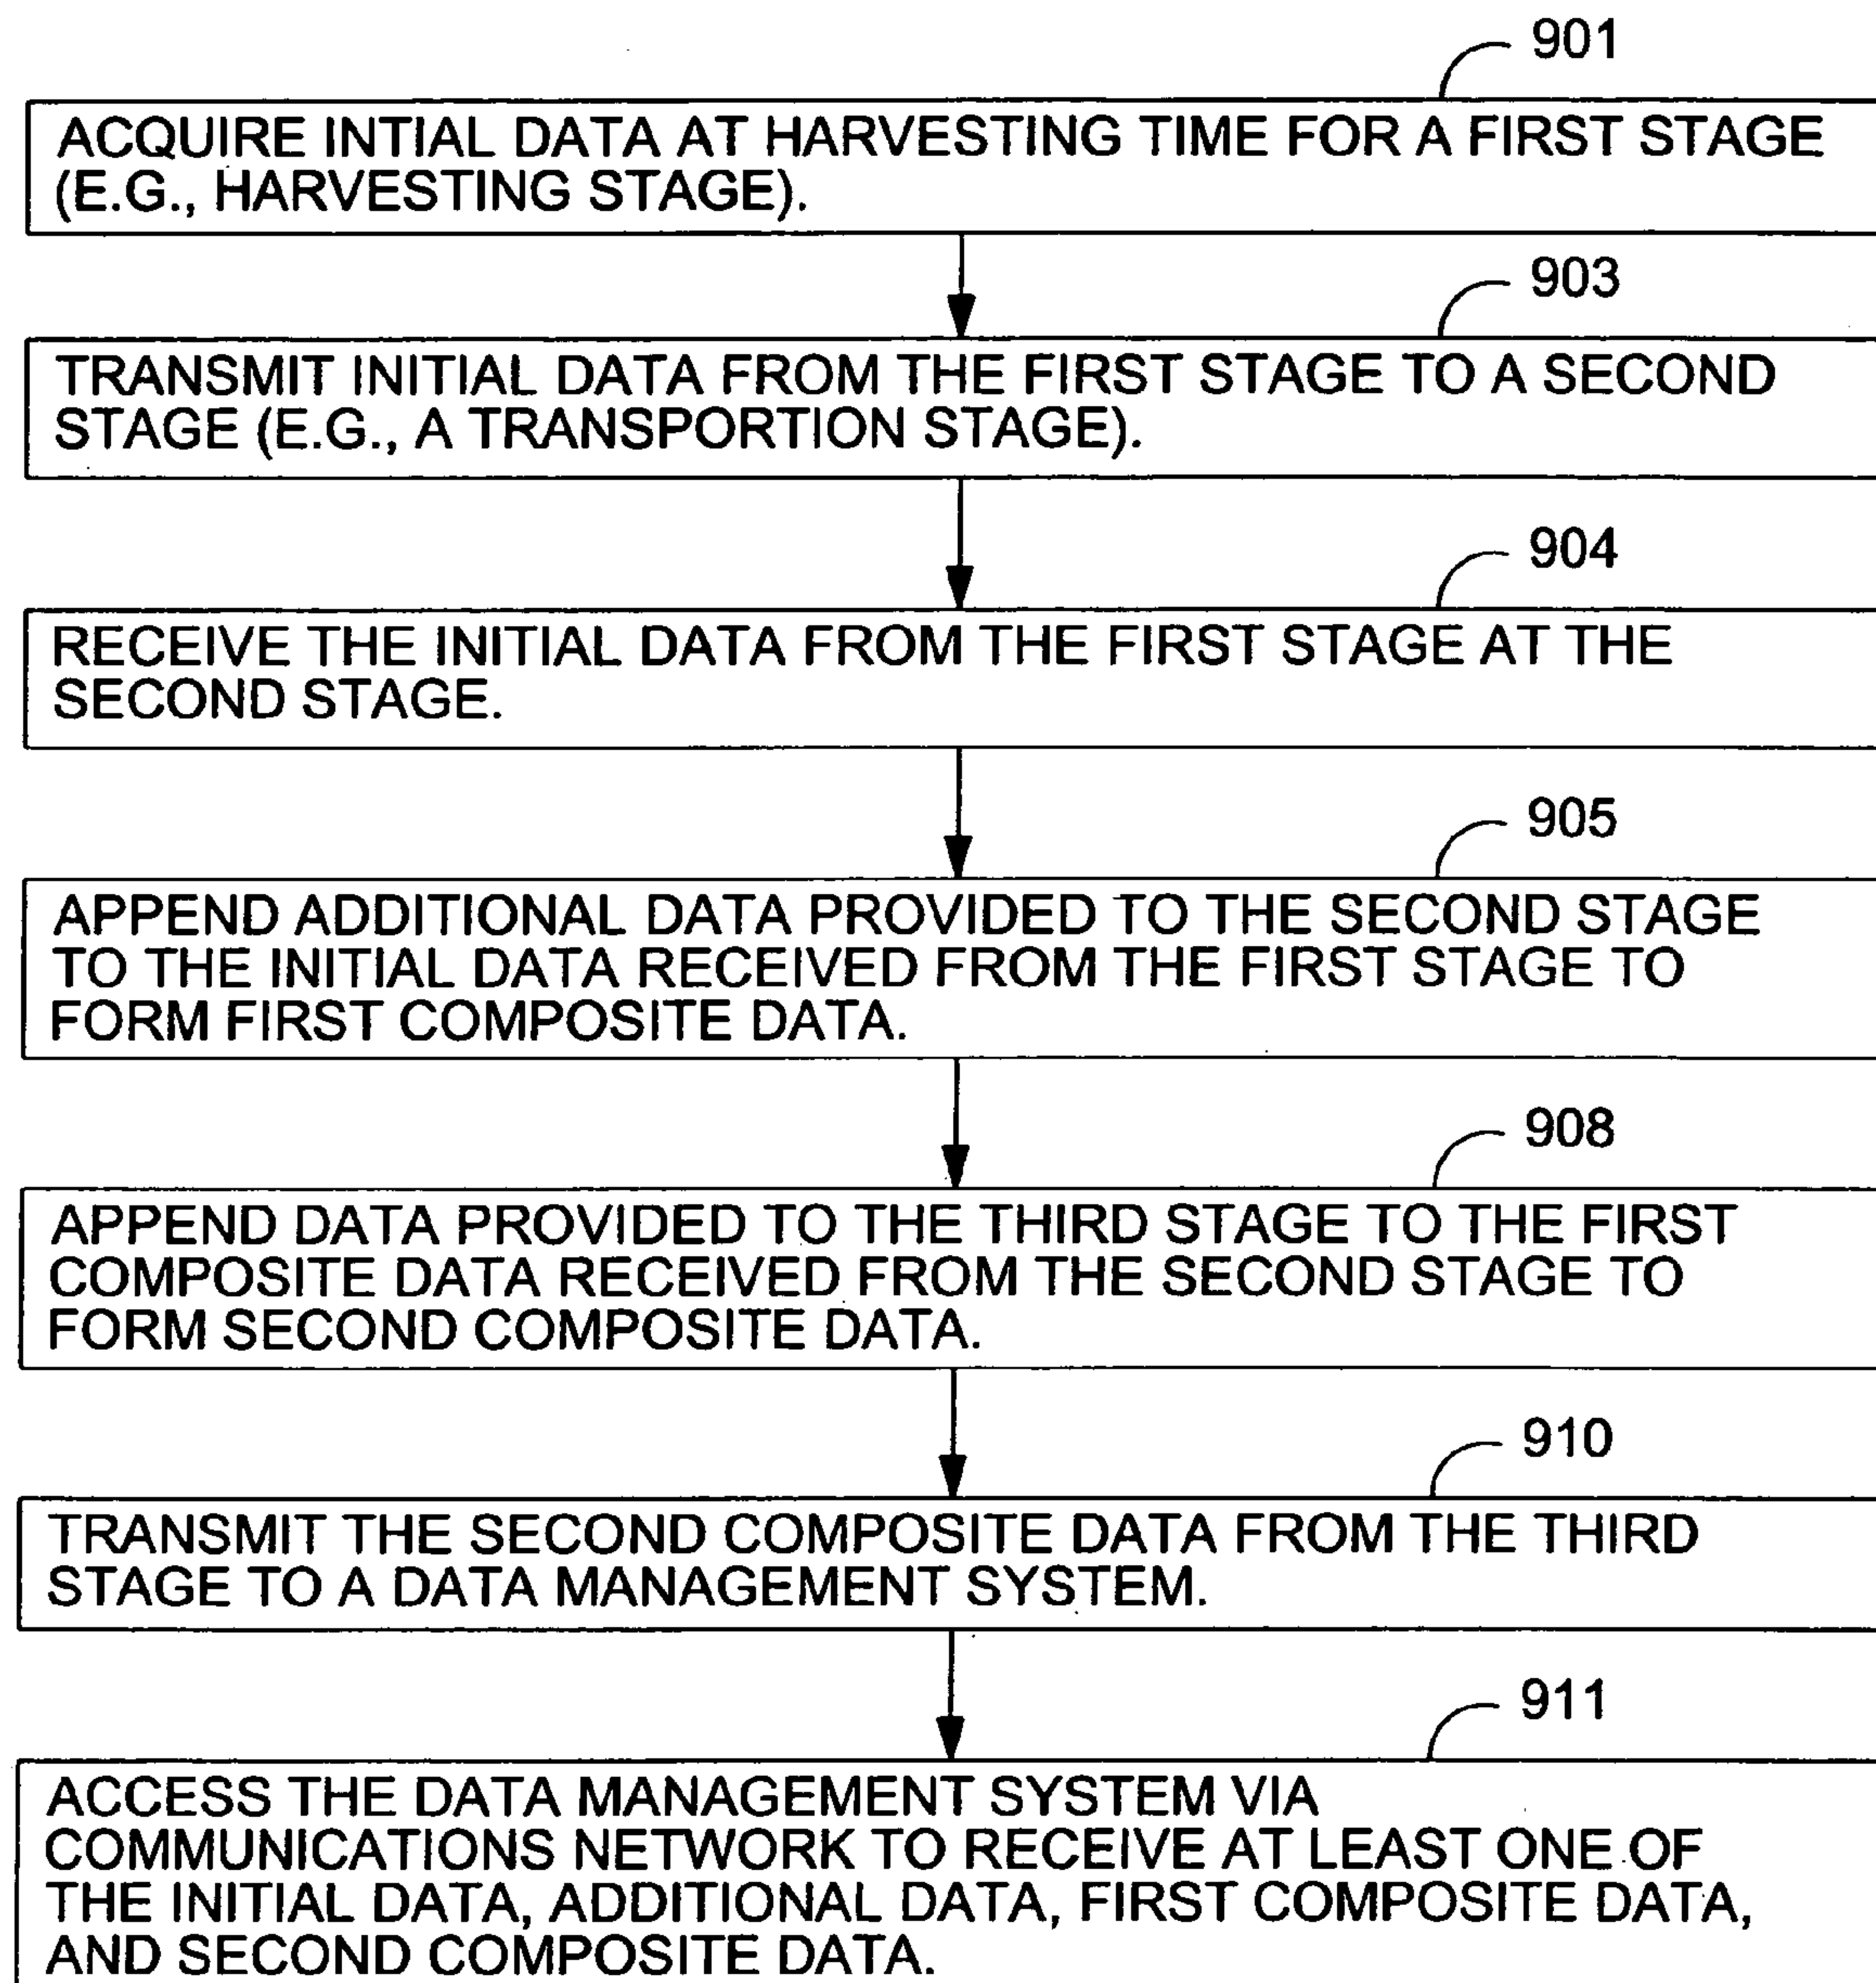 901
ACQUIRE INTIAL DATA AT HARVESTING TIME FOR A FIRST STAGE
(E.G., HARVESTING STAGE).
903
TRANSMIT INITIAL DATA FROM THE FIRST STAGE TO A SECOND
STAGE (E.G., A TRANSPORTION STAGE).
904
RECEIVE THE INITIAL DATA FROM THE FIRST STAGE AT THE
SECOND STAGE.
905
APPEND ADDITIONAL DATA PROVIDED TO THE SECOND STAGE
TO THE INITIAL DATA RECEIVED FROM THE FIRST STAGE TO
FORM FIRST COMPOSITE DATA.
908
APPEND DATA PROVIDED TO THE THIRD STAGE TO THE FIRST
COMPOSITE DATA RECEIVED FROM THE SECOND STAGE TO
FORM SECOND COMPOSITE DATA.
910
TRANSMIT THE SECOND COMPOSITE DATA FROM THE THIRD
STAGE TO A DATA MANAGEMENT SYSTEM.
911
ACCESS THE DATA MANAGEMENT SYSTEM VIA
COMMUNICATIONS NETWORK TO RECEIVE AT LEAST ONE OF
THE INITIAL DATA, ADDITIONAL DATA, FIRST COMPOSITE DATA,
AND SECOND COMPOSITE DATA.